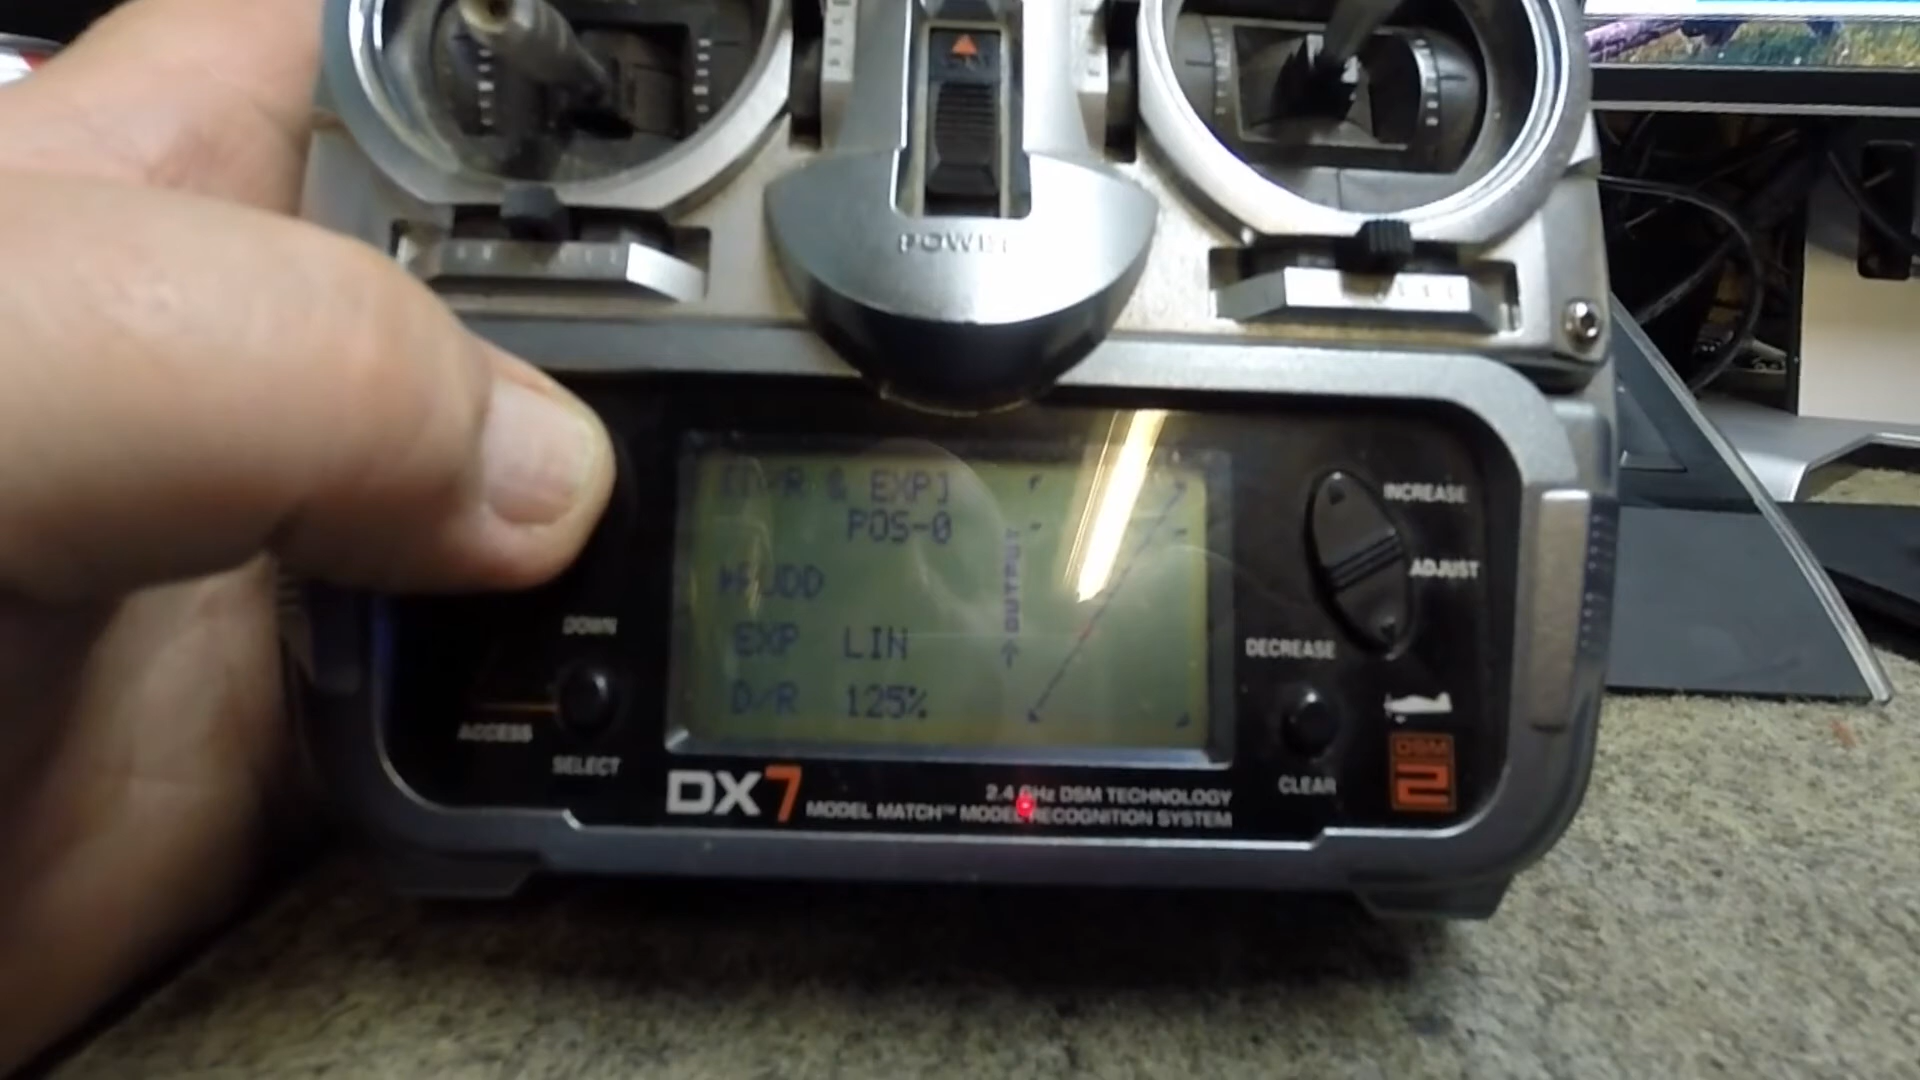 POWER
[D/R & EXP]
POS-0
RUDD
EXP LIN
D/R 125%
OUTPUT
INCREASE
ADJUST
DECREASE
DOWN
ACCESS
SELECT
CLEAR
DSM
2
DX7
2.4 GHz DSM TECHNOLOGY
MODEL MATCH™ MODEL RECOGNITION SYSTEM